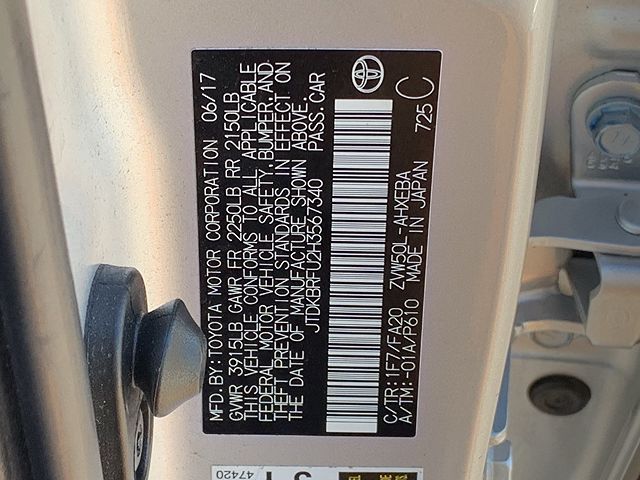 MFD.BY:TOYOTA MOTOR CORPORATION 06/17
GVWR 3915LB GAWR FR 2250LB RR 2150LB
THIS VEHICLE CONFORMS TO ALL APPLICABLE
FEDERAL MOTOR VEHICLE SAFETY, BUMPER, AND
THEFT PREVENTION STANDARDS IN EFFECT ON
THE DATE OF MANUFACTURE SHOWN ABOVE.
JTDKBRFU2H3567340 PASS.CAR
C/TR:1F7/FA20 ZVW50L-AHXEBA
A/TM:-01A/P610 MADE IN JAPAN 725 C
47420